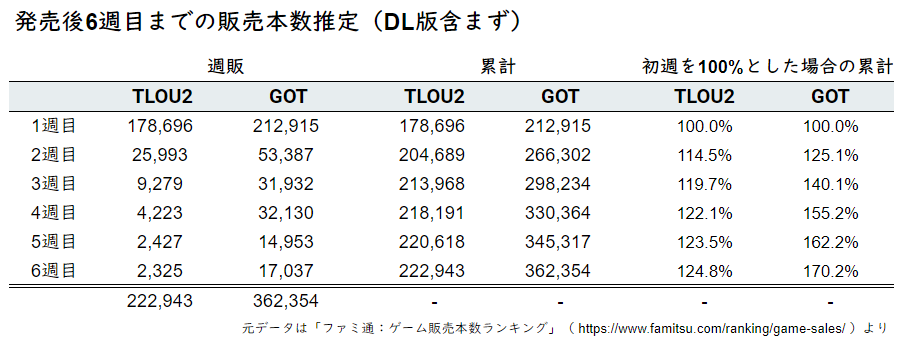 発売後6週目までの販売本数推定（DL版含まず）
週販 累計 初週を100%とした場合の累計
TLOU2 GOT TLOU2 GOT TLOU2 GOT
1週目 178,696 212,915 178,696 212,915 100.0% 100.0%
2週目 25,993 53,387 204,689 266,302 114.5% 125.1%
3週目 9,279 31,932 213,968 298,234 119.7% 140.1%
4週目 4,223 32,130 218,191 330,364 122.1% 155.2%
5週目 2,427 14,953 220,618 345,317 123.5% 162.2%
6週目 2,325 17,037 222,943 362,354 124.8% 170.2%
222,943 362,354 - - - -
元データは「ファミ通：ゲーム販売本数ランキング」（ https://www.famitsu.com/ranking/game-sales/ ）より